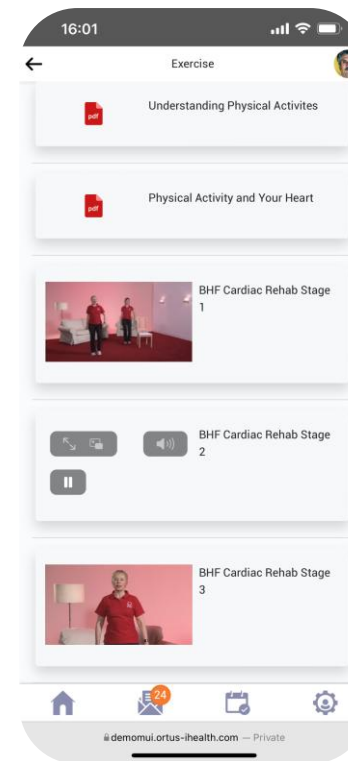 16:01
Exercise
pdf
Understanding Physical Activites
pdf
Physical Activity and Your Heart
BHF Cardiac Rehab Stage
1
BHF Cardiac Rehab Stage
2
BHF Cardiac Rehab Stage
3
24
demomui.ortus-ihealth.com — Private